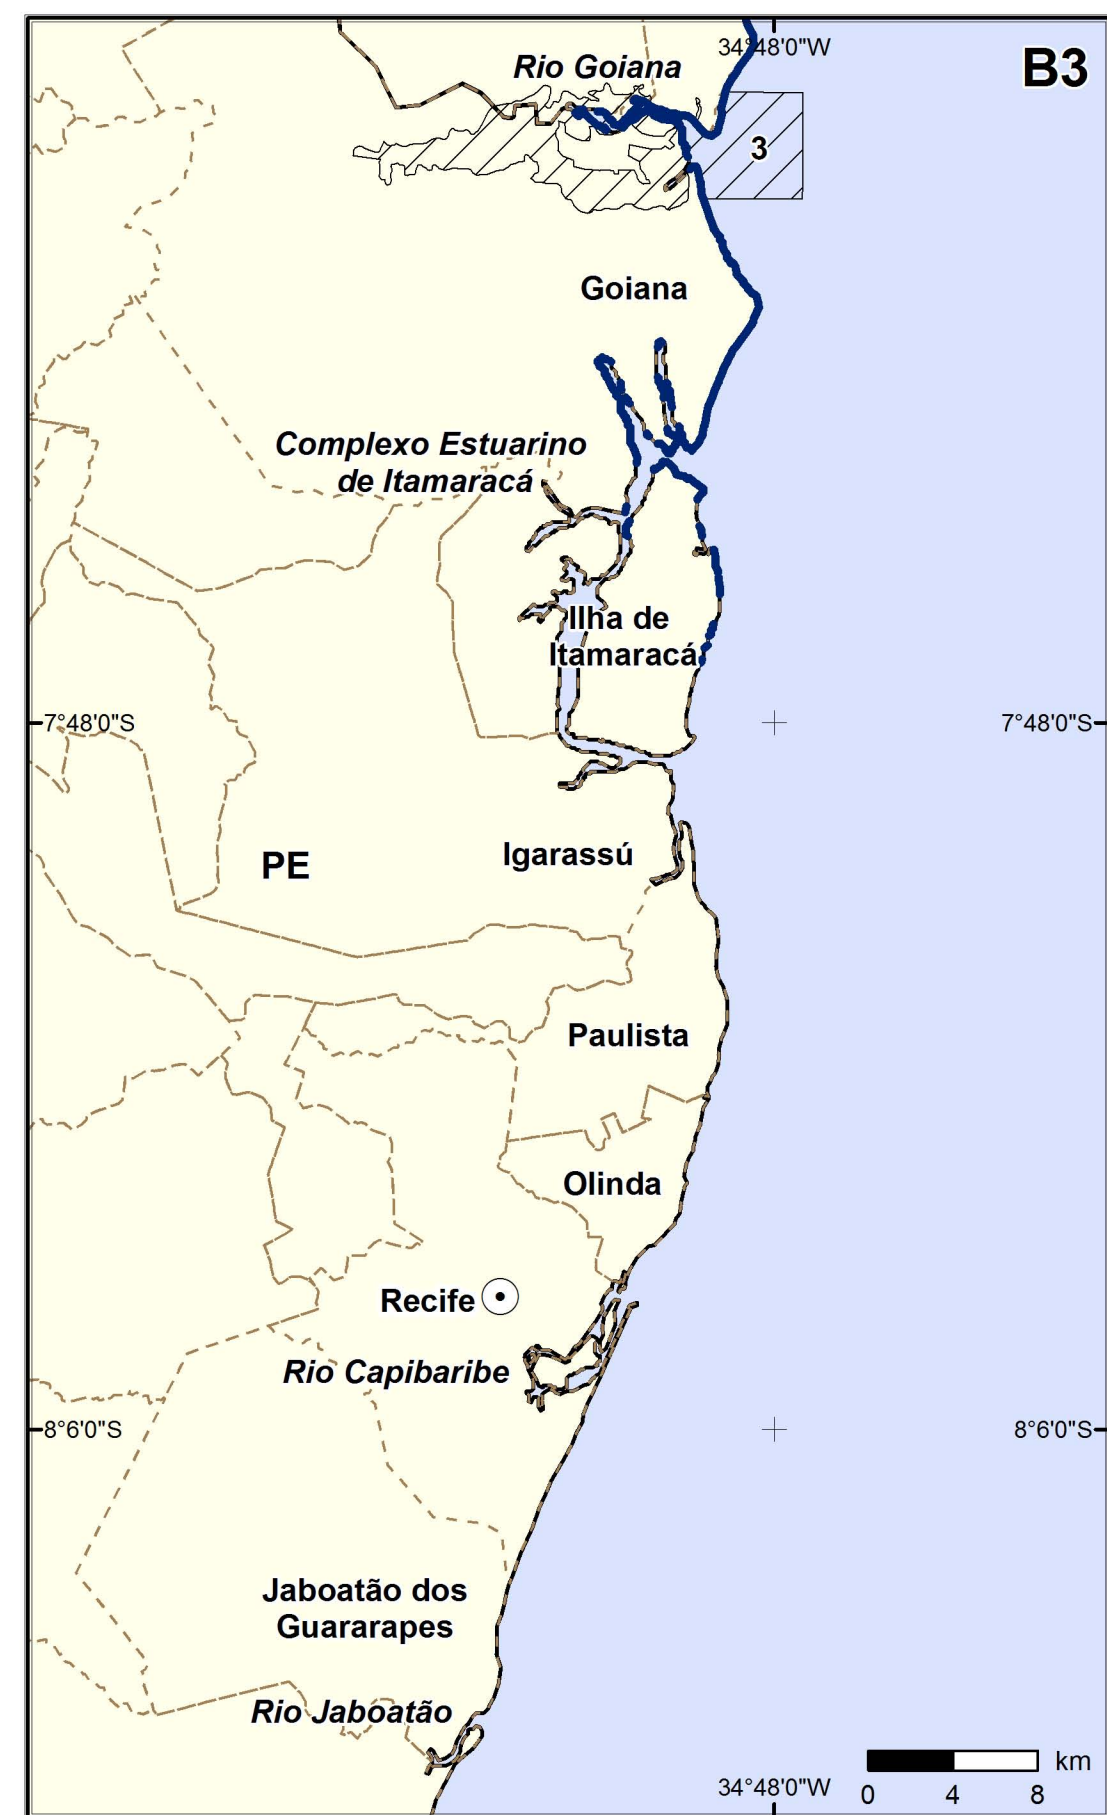 34°48'0"W
B3
Rio Goiana
3
Goiana
Complexo Estuarino
de Itamaracá
Ilha de
Itamaracá
7°48'0"S
7°48'0"S
Igarassú
PE
Paulista
Olinda
Recife
Rio Capibaribe
8°6'0"S
8°6'0"S
Jaboatão dos
Guararapes
Rio Jaboatão
km
34°48'0"W
0 4 8